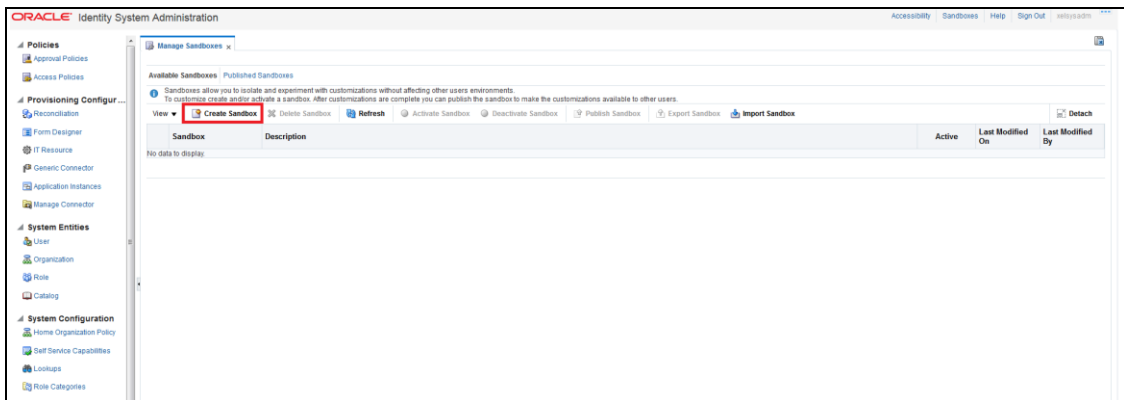 ORACLE Identity System Administration
Accessibility Sandboxes Help Sign Out xelsysadm
Policies
Approval Policies
Access Policies
Provisioning Configur...
Reconciliation
Form Designer
IT Resource
Generic Connector
Application Instances
Manage Connector
System Entities
User
Organization
Role
Catalog
System Configuration
Home Organization Policy
Self Service Capabilities
Lookups
Role Categories
Manage Sandboxes x
Available Sandboxes Published Sandboxes
Sandboxes allow you to isolate and experiment with customizations without affecting other users environments.
To customize create and/or activate a sandbox. After customizations are complete you can publish the sandbox to make the customizations available to other users.
View Create Sandbox Delete Sandbox Refresh Activate Sandbox Deactivate Sandbox Publish Sandbox Export Sandbox Import Sandbox Detach
Sandbox Description Active Last Modified On Last Modified By
No data to display.